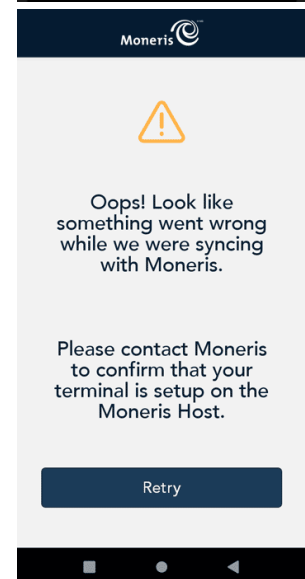 Moneris
Oops! Look like
something went wrong
while we were syncing
with Moneris.
Please contact Moneris
to confirm that your
terminal is setup on the
Moneris Host.
Retry